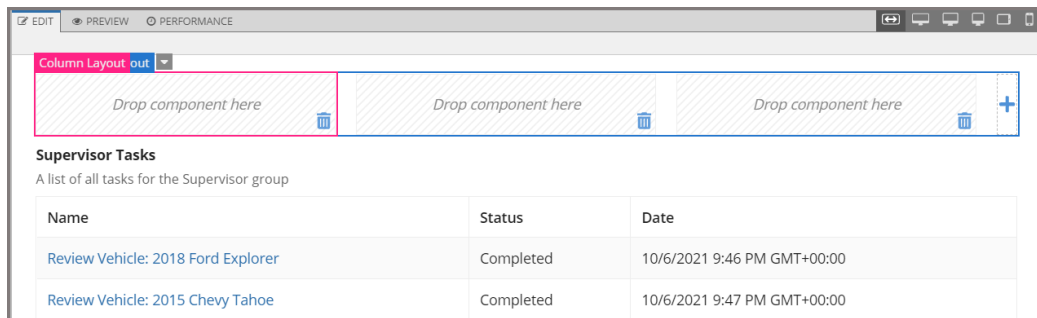 EDIT PREVIEW PERFORMANCE
Column Layout out
Drop component here Drop component here Drop component here
Supervisor Tasks
A list of all tasks for the Supervisor group
Name Status Date
Review Vehicle: 2018 Ford Explorer Completed 10/6/2021 9:46 PM GMT+00:00
Review Vehicle: 2015 Chevy Tahoe Completed 10/6/2021 9:47 PM GMT+00:00